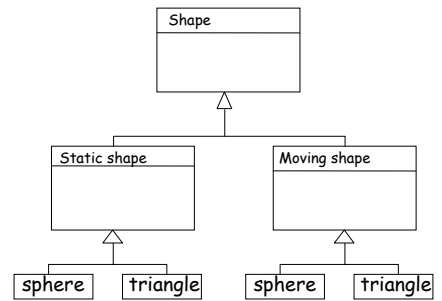 Shape
Static shape
Moving shape
sphere
triangle
sphere
triangle